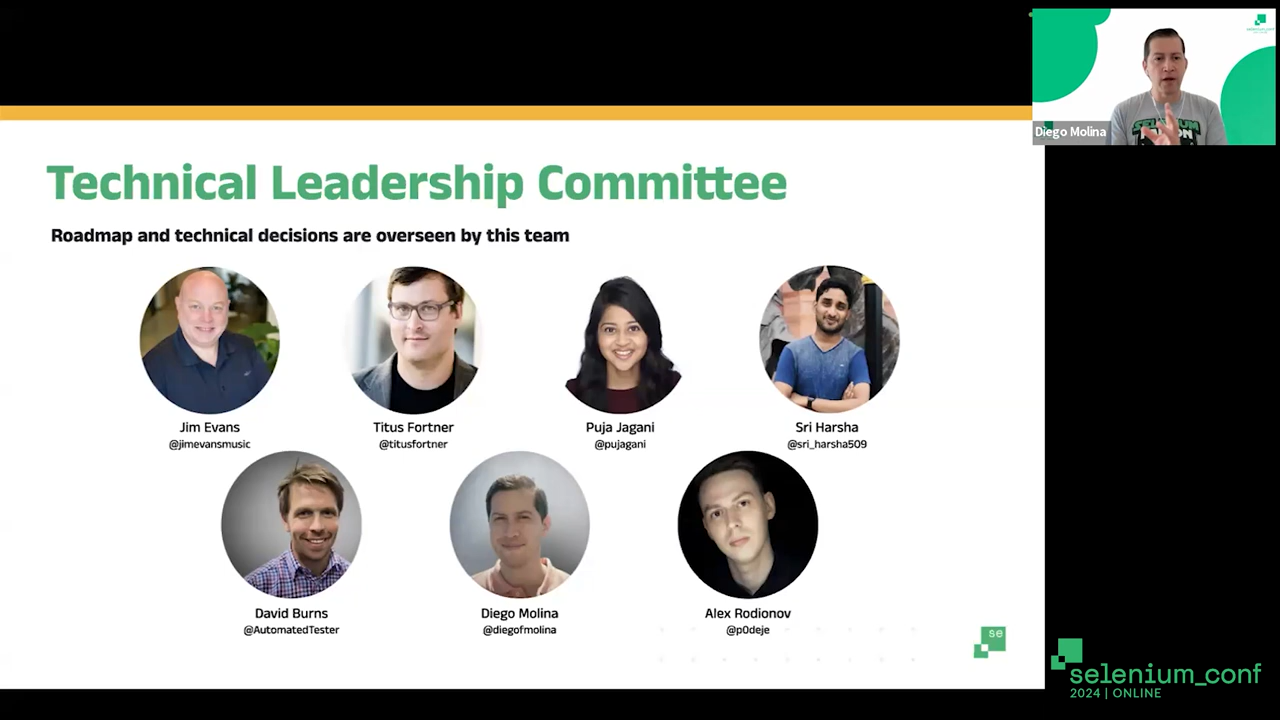 Diego Molina
SELENIUM
Technical Leadership Committee
Roadmap and technical decisions are overseen by this team
Jim Evans
@jimevansmusic
Titus Fortner
@titusfortner
Puja Jagani
@pujagani
Sri Harsha
@sri_harsha509
David Burns
@AutomatedTester
Diego Molina
@diegofmolina
Alex Rodionov
@p0deje
se
selenium_conf
2024 | ONLINE